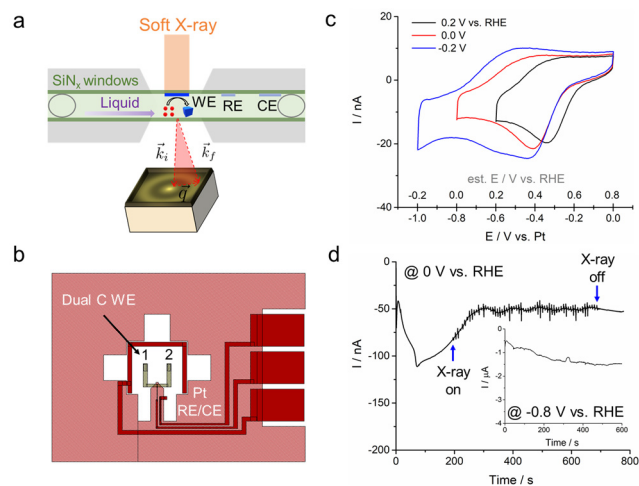 a
Soft X-ray
SiNx windows
Liquid
WE
RE
CE
k⃗i
k⃗f
q⃗
b
Dual C WE
1
2
Pt
RE/CE
c
0.2 V vs. RHE
0.0 V
-0.2 V
I / nA
20
10
0
-10
-20
-40
est. E / V vs. RHE
-0.2
0.0
0.2
0.4
0.6
0.8
-1.0
-0.8
-0.6
-0.4
-0.2
0.0
E / V vs. Pt
d
@ 0 V vs. RHE
X-ray
off
X-ray
on
I / nA
0
-50
-100
-150
-200
0
200
400
600
800
Time / s
I / µA
0
-1
-2
-3
-4
@ -0.8 V vs. RHE
0
200
400
600
Time / s